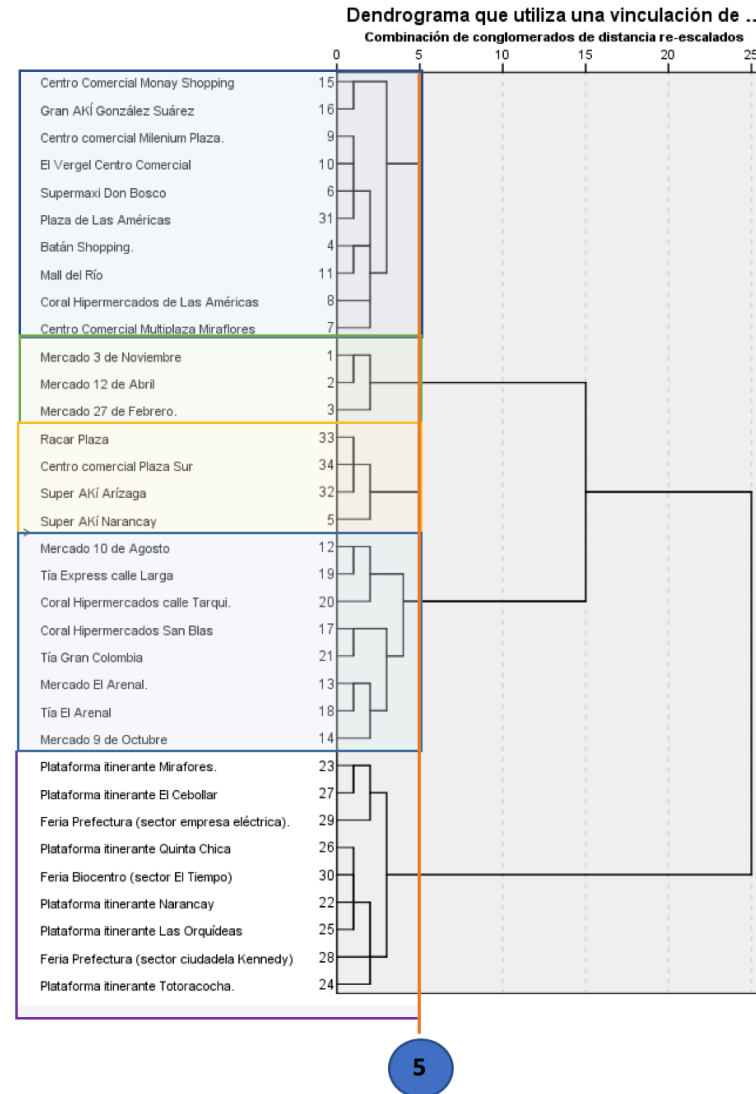 Dendrograma que utiliza una vinculación de ...
Combinación de conglomerados de distancia re-escalados
0 5 10 15 20 25
Centro Comercial Monay Shopping 15
Gran AKÍ González Suárez 16
Centro comercial Milenium Plaza. 9
El Vergel Centro Comercial 10
Supermaxi Don Bosco 6
Plaza de Las Américas 31
Batán Shopping. 4
Mall del Río 11
Coral Hipermercados de Las Américas 8
Centro Comercial Multiplaza Miraflores 7
Mercado 3 de Noviembre 1
Mercado 12 de Abril 2
Mercado 27 de Febrero. 3
Racar Plaza 33
Centro comercial Plaza Sur 34
Super AKÍ Arízaga 32
Super AKÍ Narancay 5
Mercado 10 de Agosto 12
Tía Express calle Larga 19
Coral Hipermercados calle Tarqui. 20
Coral Hipermercados San Blas 17
Tía Gran Colombia 21
Mercado El Arenal. 13
Tía El Arenal 18
Mercado 9 de Octubre 14
Plataforma itinerante Mirafores. 23
Plataforma itinerante El Cebollar 27
Feria Prefectura (sector empresa eléctrica). 29
Plataforma itinerante Quinta Chica 26
Feria Biocentro (sector El Tiempo) 30
Plataforma itinerante Narancay 22
Plataforma itinerante Las Orquídeas 25
Feria Prefectura (sector ciudadela Kennedy) 28
Plataforma itinerante Totoracocha. 24
5